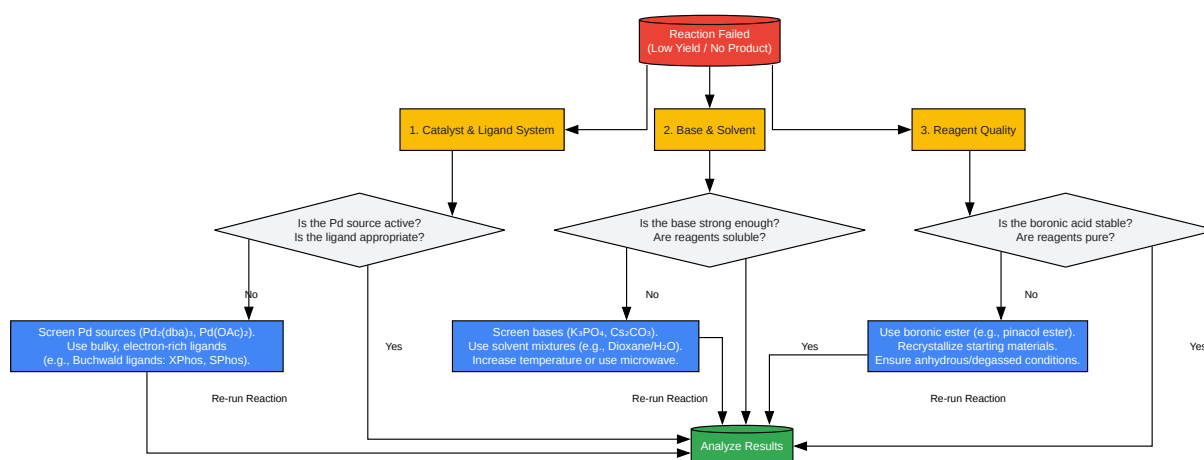 Reaction Failed
(Low Yield / No Product)
1. Catalyst & Ligand System
2. Base & Solvent
3. Reagent Quality
Is the Pd source active?
Is the ligand appropriate?
Is the base strong enough?
Are reagents soluble?
Is the boronic acid stable?
Are reagents pure?
No
No
No
Screen Pd sources (Pd₂(dba)₃, Pd(OAc)₂).
Use bulky, electron-rich ligands
(e.g., Buchwald ligands: XPhos, SPhos).
Yes
Screen bases (K₃PO₄, Cs₂CO₃).
Use solvent mixtures (e.g., Dioxane/H₂O).
Increase temperature or use microwave.
Yes
Use boronic ester (e.g., pinacol ester).
Recrystallize starting materials.
Ensure anhydrous/degassed conditions.
Yes
Re-run Reaction
Re-run Reaction
Re-run Reaction
Analyze Results